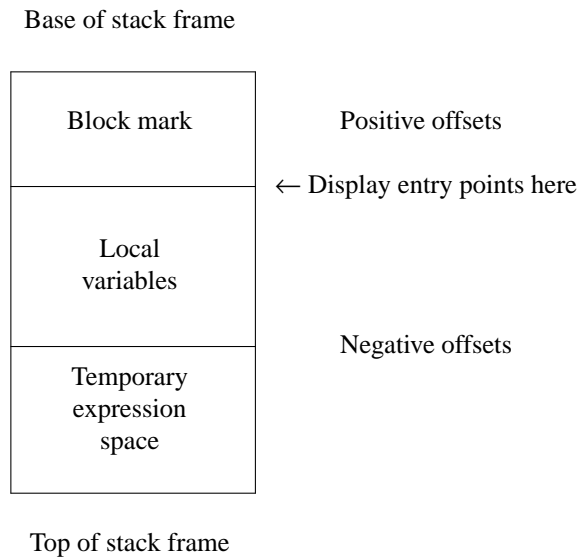 Base of stack frame
Block mark
Positive offsets
← Display entry points here
Local
variables
Negative offsets
Temporary
expression
space
Top of stack frame